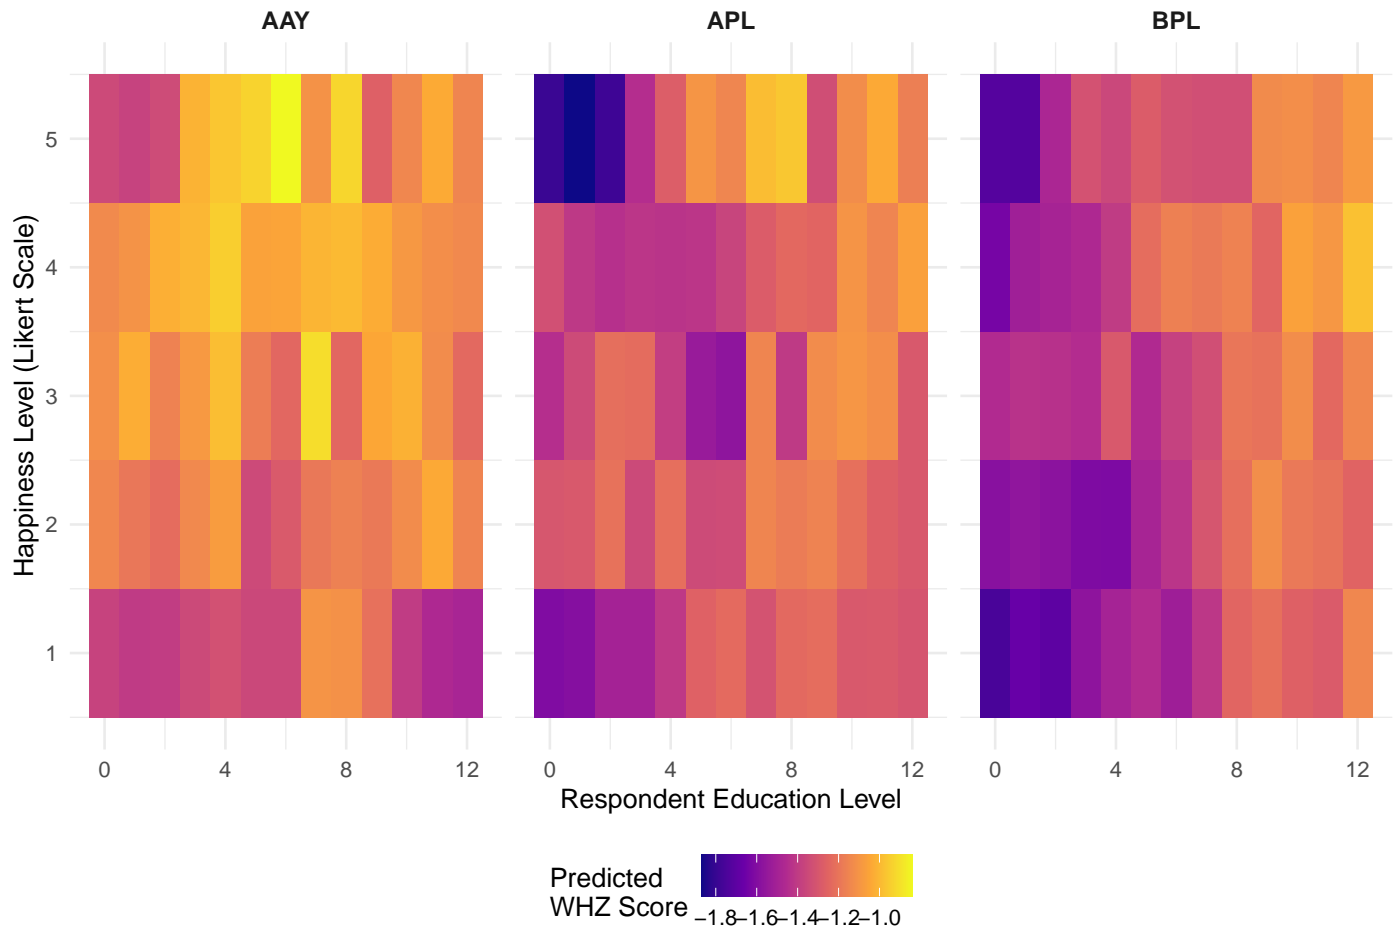 AAY APL BPL
Happiness Level (Likert Scale)
5
4
3
2
1
0 4 8 12 0 4 8 12 0 4 8 12
Respondent Education Level
Predicted
WHZ Score
−1.8−1.6−1.4−1.2−1.0